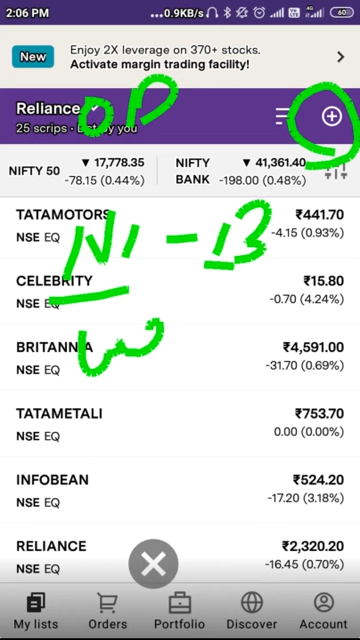 2:06 PM ...0.9KB/s 60
New Enjoy 2X leverage on 370+ stocks.
Activate margin trading facility!
Reliance
25 scrips • by you
NIFTY 50 ▼ 17,778.35 -78.15 (0.44%)
NIFTY BANK ▼ 41,361.40 -198.00 (0.48%)
TATAMOTORS ₹441.70
NSE EQ -4.15 (0.93%)
CELEBRITY ₹15.80
NSE EQ -0.70 (4.24%)
BRITANNIA ₹4,591.00
NSE EQ -31.70 (0.69%)
TATAMETALI ₹753.70
NSE EQ 0.00 (0.00%)
INFOBEAN ₹524.20
NSE EQ -17.20 (3.18%)
RELIANCE ₹2,320.20
NSE EQ -16.45 (0.70%)
My lists Orders Portfolio Discover Account